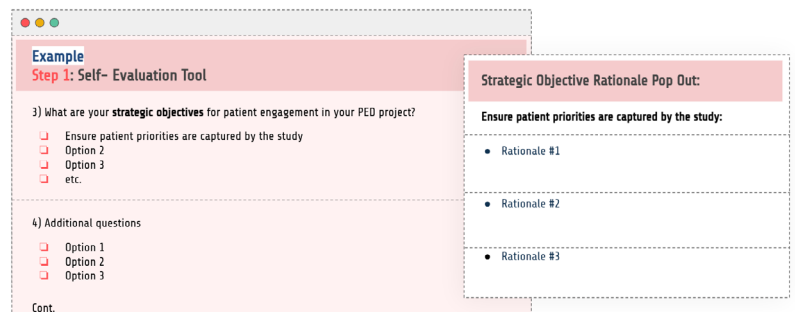 Example
Step 1: Self- Evaluation Tool
3) What are your strategic objectives for patient engagement in your PED project?
Ensure patient priorities are captured by the study
Option 2
Option 3
etc.
4) Additional questions
Option 1
Option 2
Option 3
Cont.
Strategic Objective Rationale Pop Out:
Ensure patient priorities are captured by the study:
Rationale #1
Rationale #2
Rationale #3